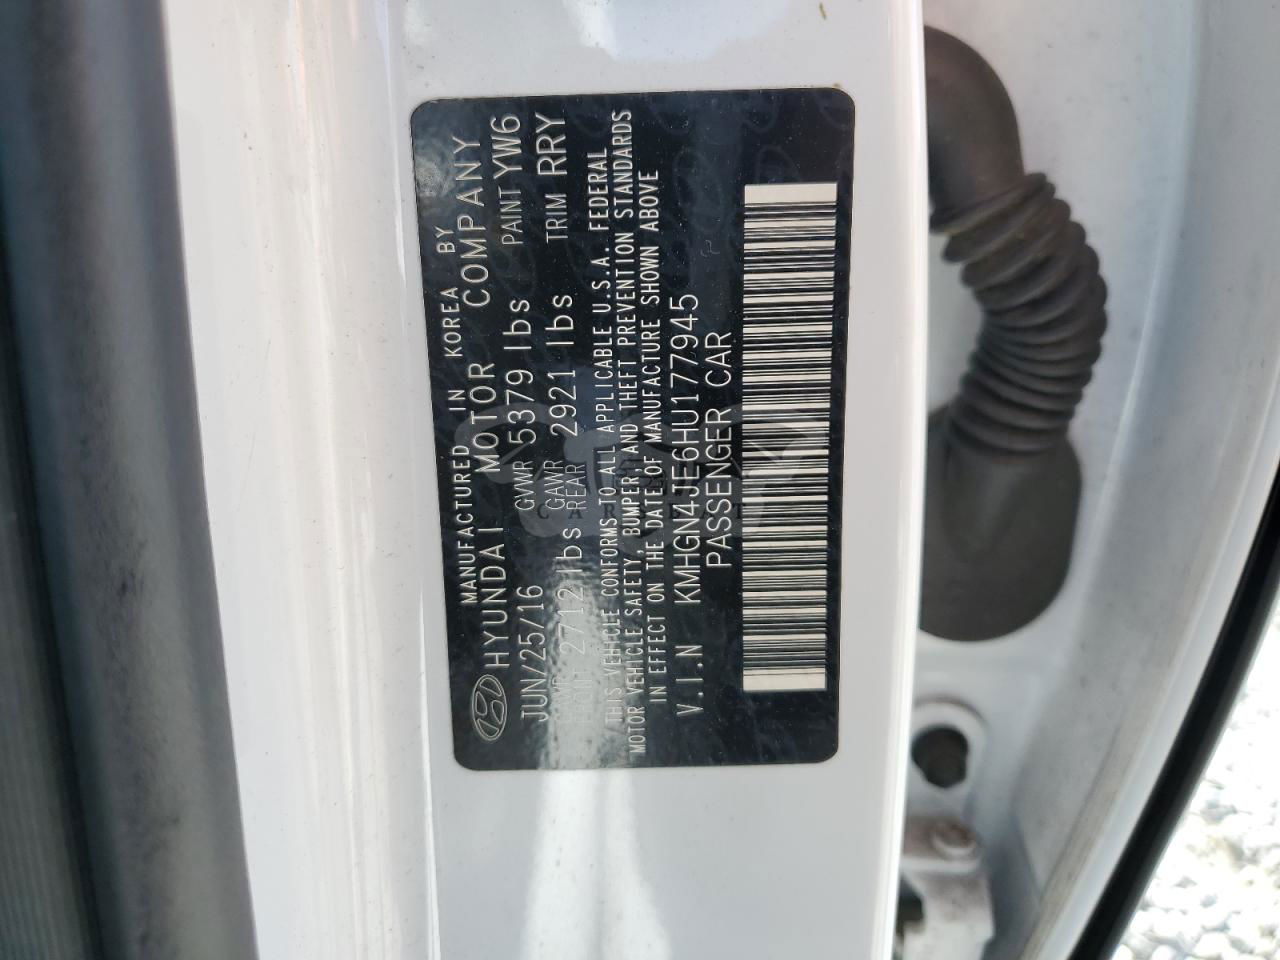 MANUFACTURED IN KOREA BY
HYUNDAI MOTOR COMPANY
JUN/25/16 GVWR 5379 lbs PAINT YW6
GAWR FRONT 2712 lbs GAWR REAR 2921 lbs TRIM RRY
THIS VEHICLE CONFORMS TO ALL APPLICABLE U.S.A. FEDERAL
MOTOR VEHICLE SAFETY, BUMPER AND THEFT PREVENTION STANDARDS
IN EFFECT ON THE DATE OF MANUFACTURE SHOWN ABOVE
V.I.N KMHGN4JE6HU177945
PASSENGER CAR